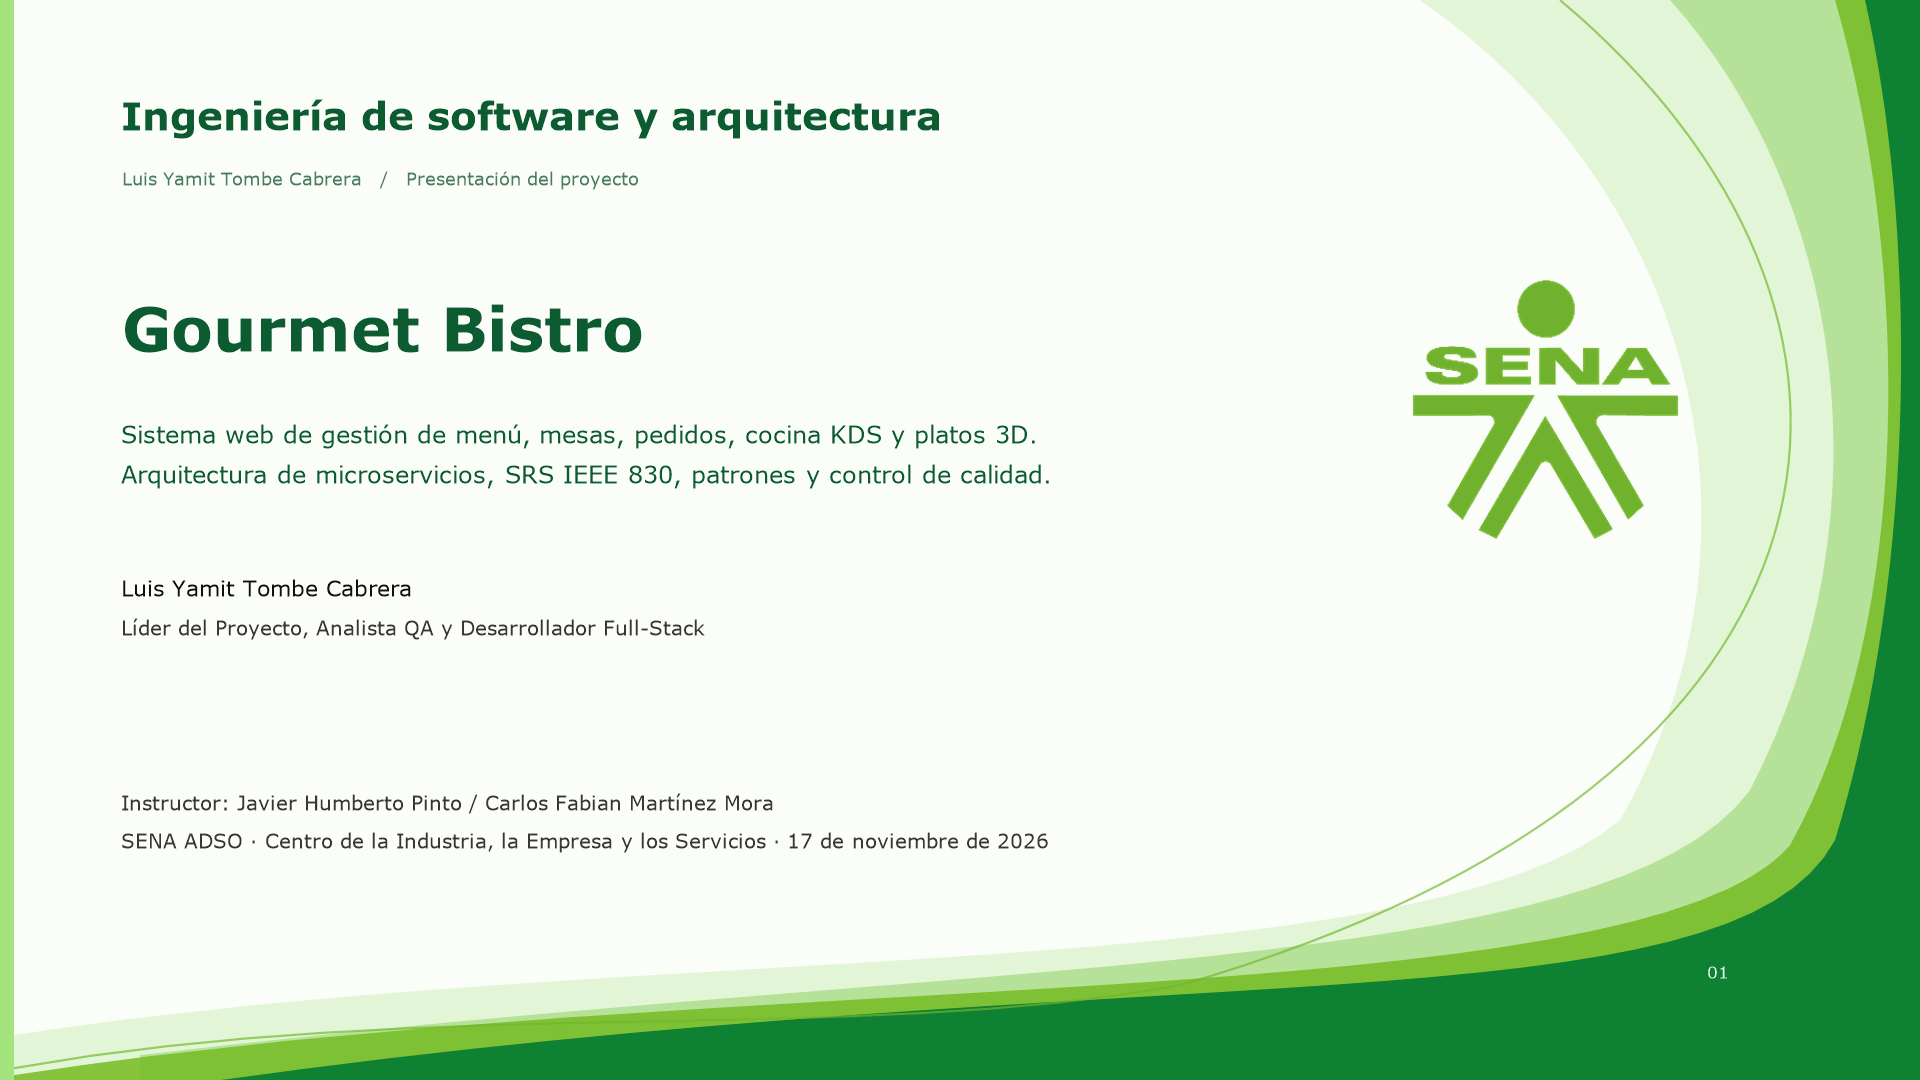 Ingeniería de software y arquitectura
Luis Yamit Tombe Cabrera / Presentación del proyecto
Gourmet Bistro
SENA
Sistema web de gestión de menú, mesas, pedidos, cocina KDS y platos 3D.
Arquitectura de microservicios, SRS IEEE 830, patrones y control de calidad.
Luis Yamit Tombe Cabrera
Líder del Proyecto, Analista QA y Desarrollador Full-Stack
Instructor: Javier Humberto Pinto / Carlos Fabian Martínez Mora
SENA ADSO · Centro de la Industria, la Empresa y los Servicios · 17 de noviembre de 2026
01